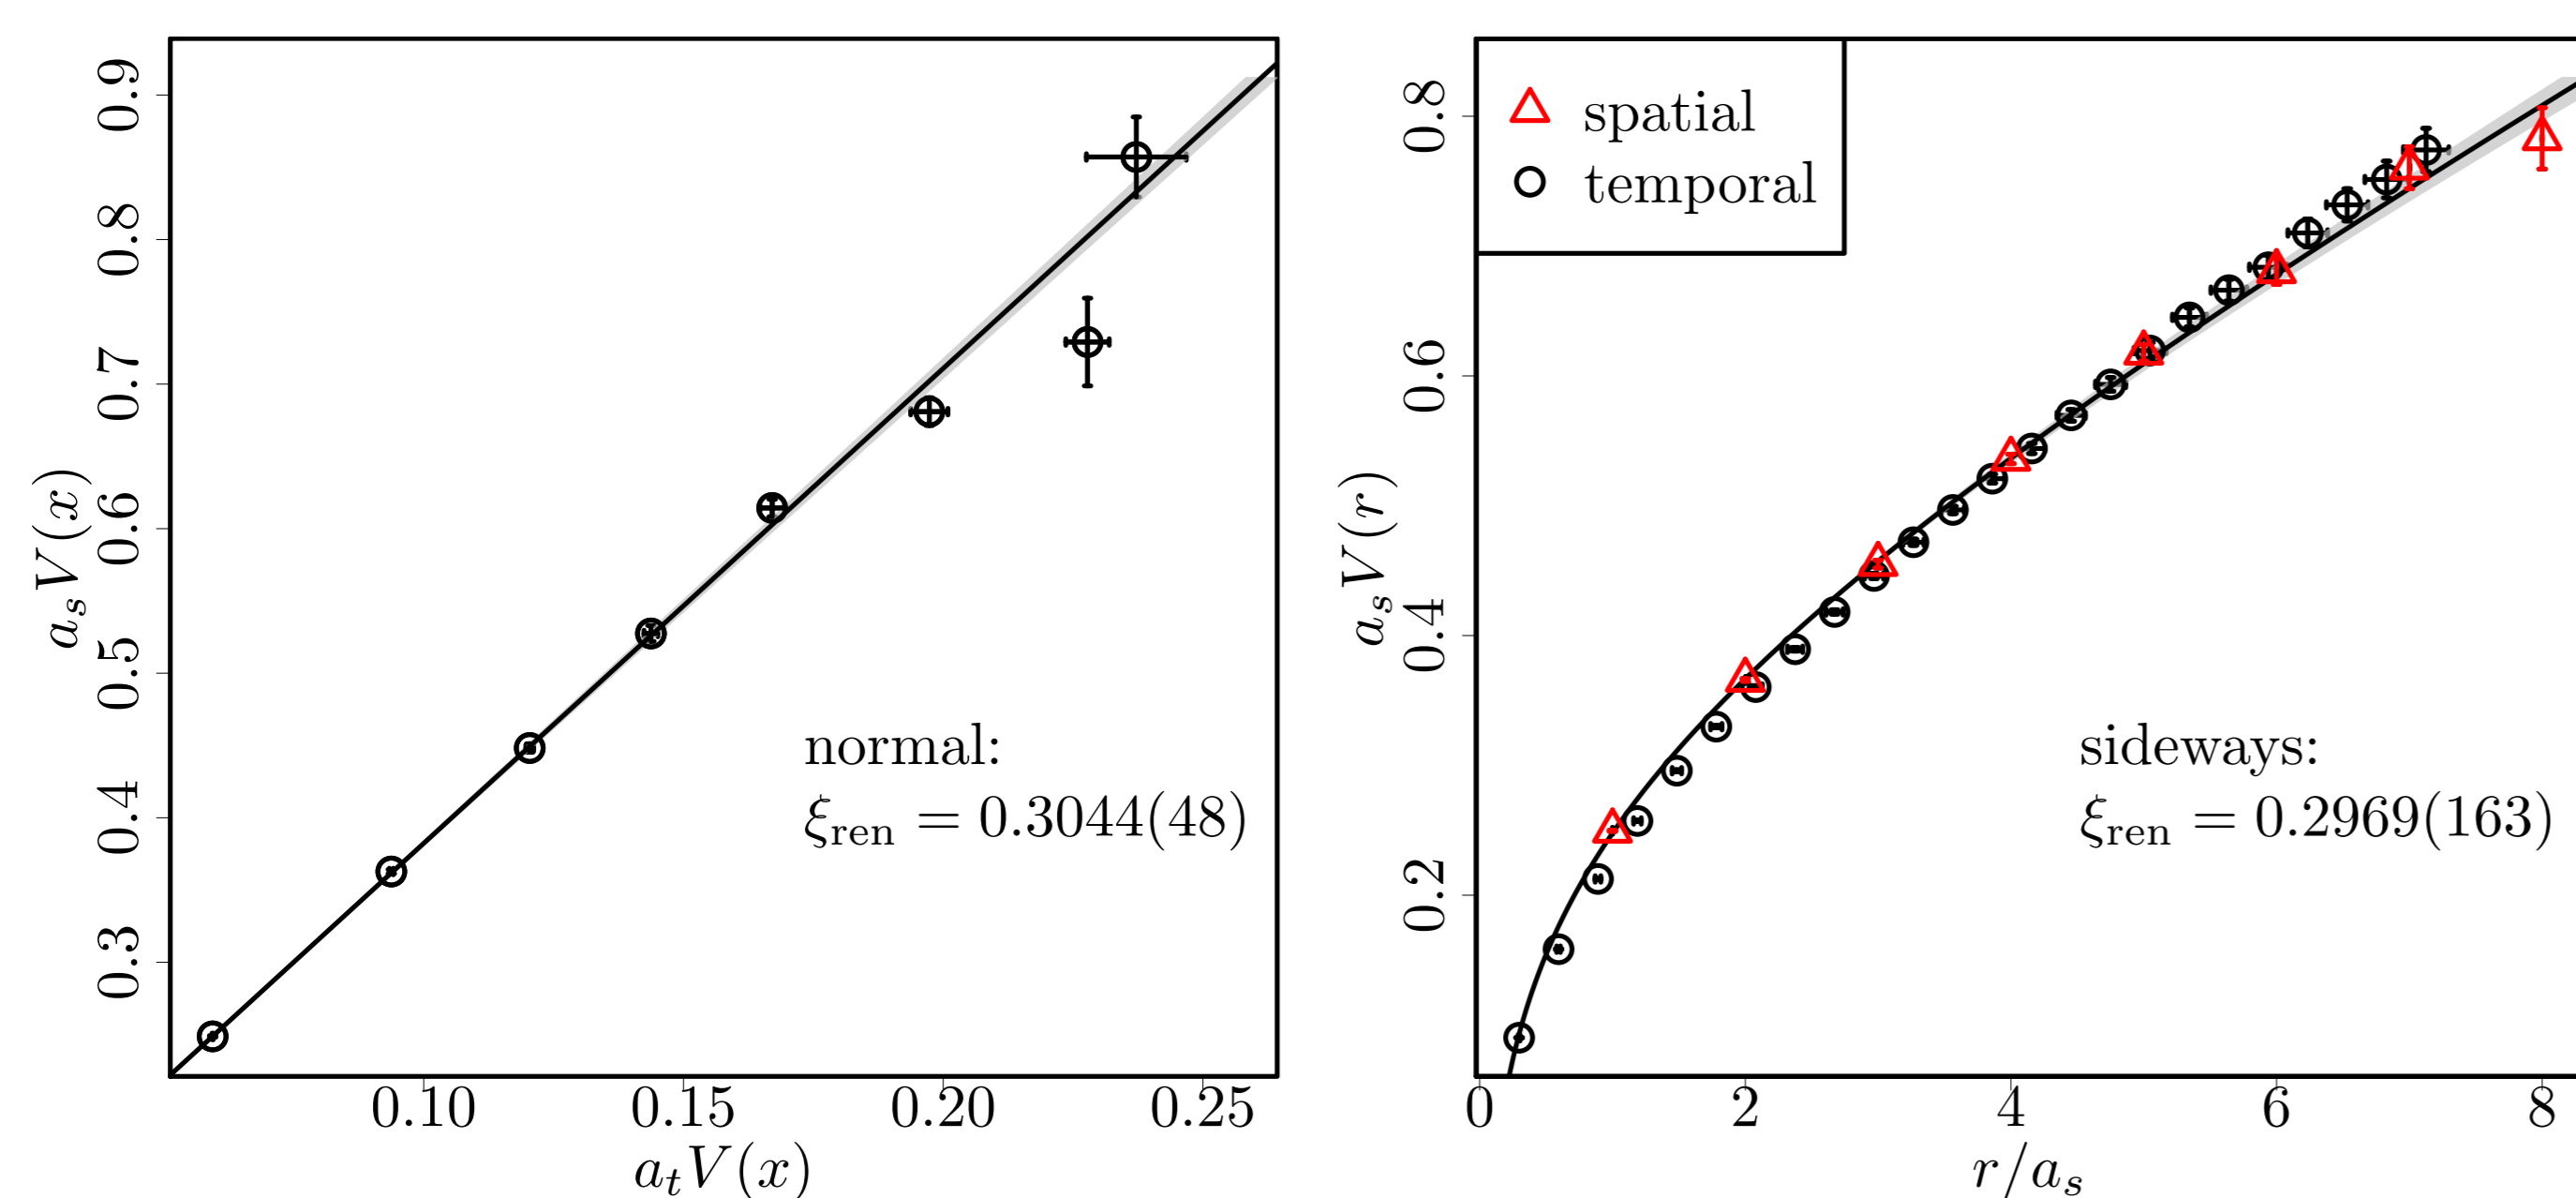 0.9
0.8
0.7
0.6
0.5
0.4
0.3
a_s V(x)
normal:
ξ_ren = 0.3044(48)
0.10 0.15 0.20 0.25
a_t V(x)
spatial
temporal
0.8
0.6
0.4
0.2
a_s V(r)
sideways:
ξ_ren = 0.2969(163)
0 2 4 6 8
r/a_s